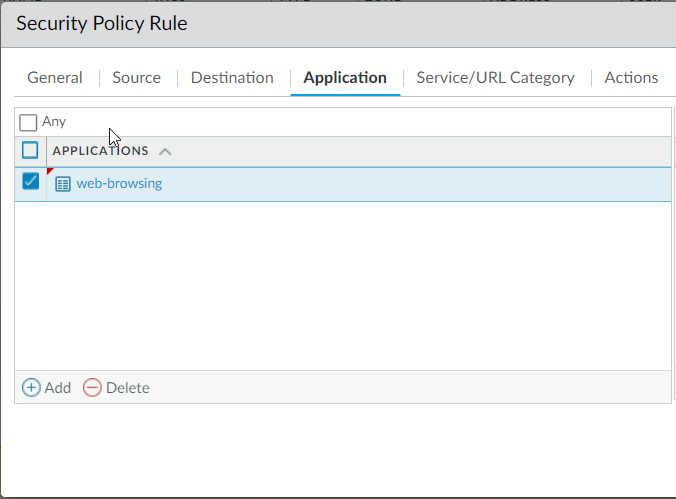 Security Policy Rule
General Source Destination Application Service/URL Category Actions
Any
APPLICATIONS
web-browsing
Add Delete